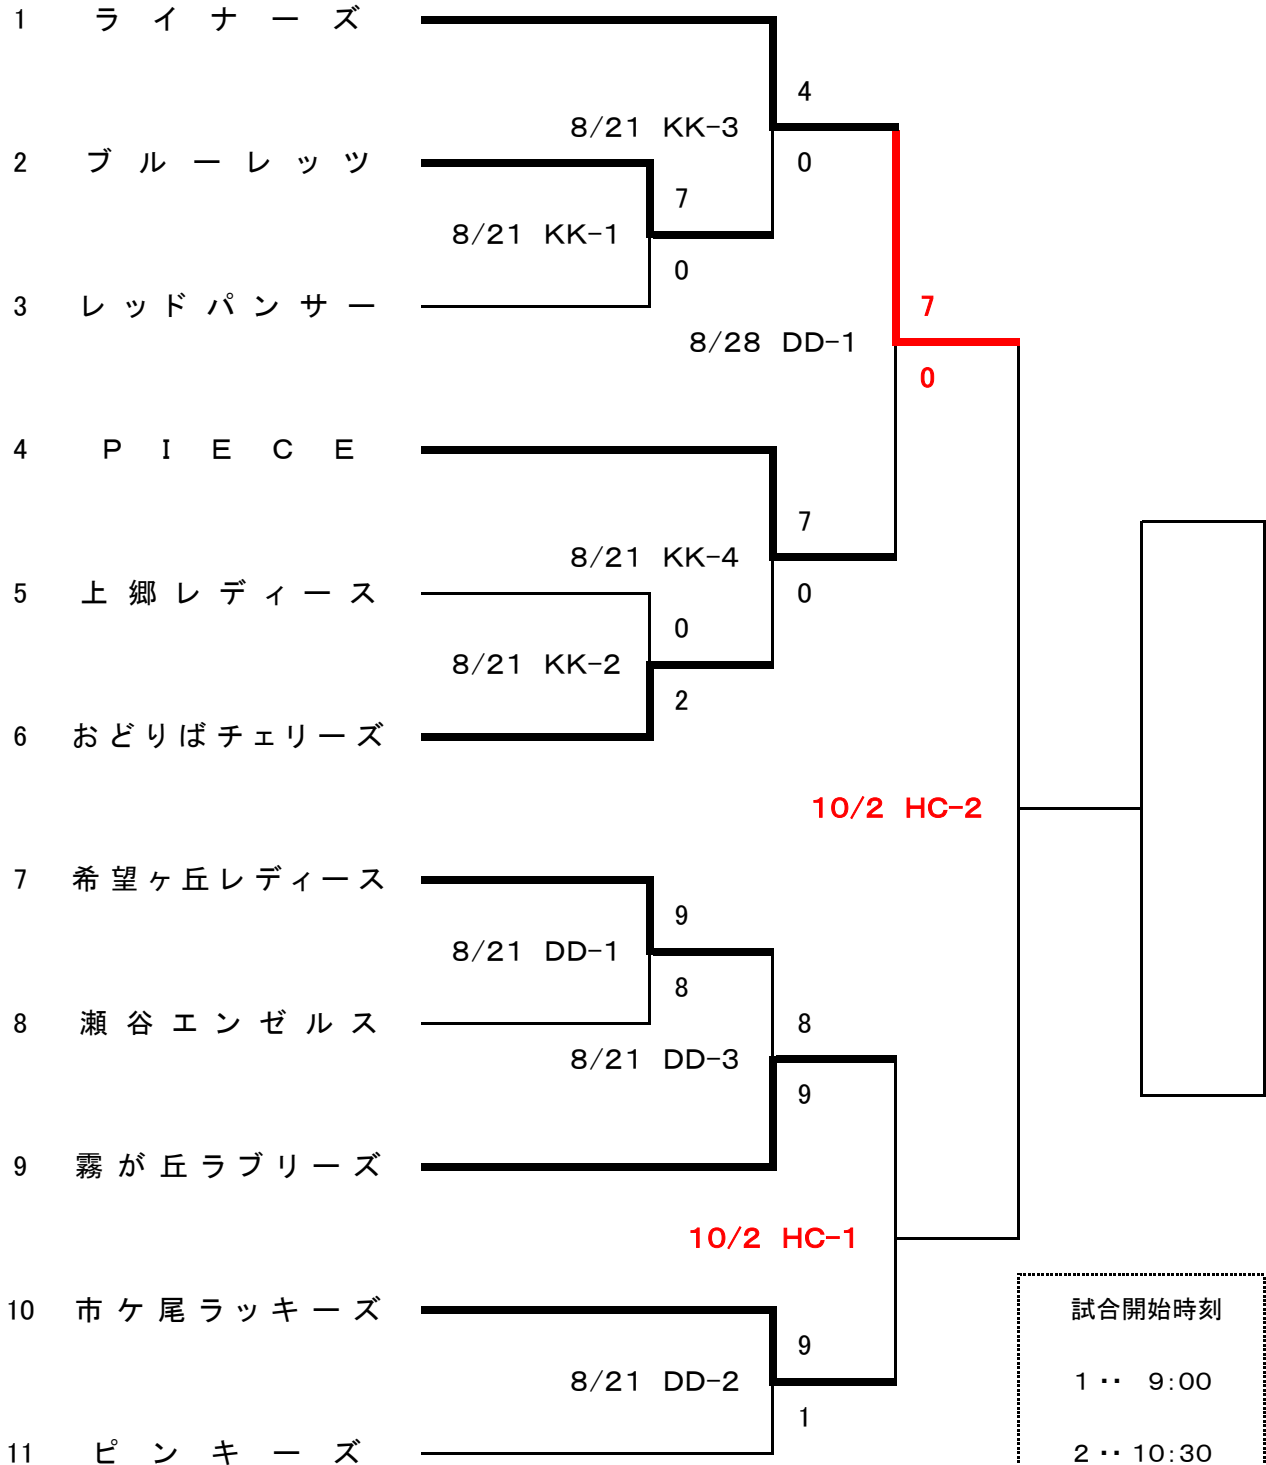 1 ライナーズ
4
8/21 KK-3
2 ブルーレッツ
0
7
8/21 KK-1
0
3 レッドパンサー
7
8/28 DD-1
0
4 PIECE
7
8/21 KK-4
5 上郷レディース
0
0
8/21 KK-2
2
6 おどりばチェリーズ
10/2 HC-2
7 希望ヶ丘レディース
9
8/21 DD-1
8
8 瀬谷エンゼルス
8
8/21 DD-3
9
9 霧が丘ラブリーズ
10/2 HC-1
10 市ケ尾ラッキーズ
試合開始時刻
9
8/21 DD-2
1 ・・ 9:00
1
11 ピンキーズ
2 ・・ 10:30